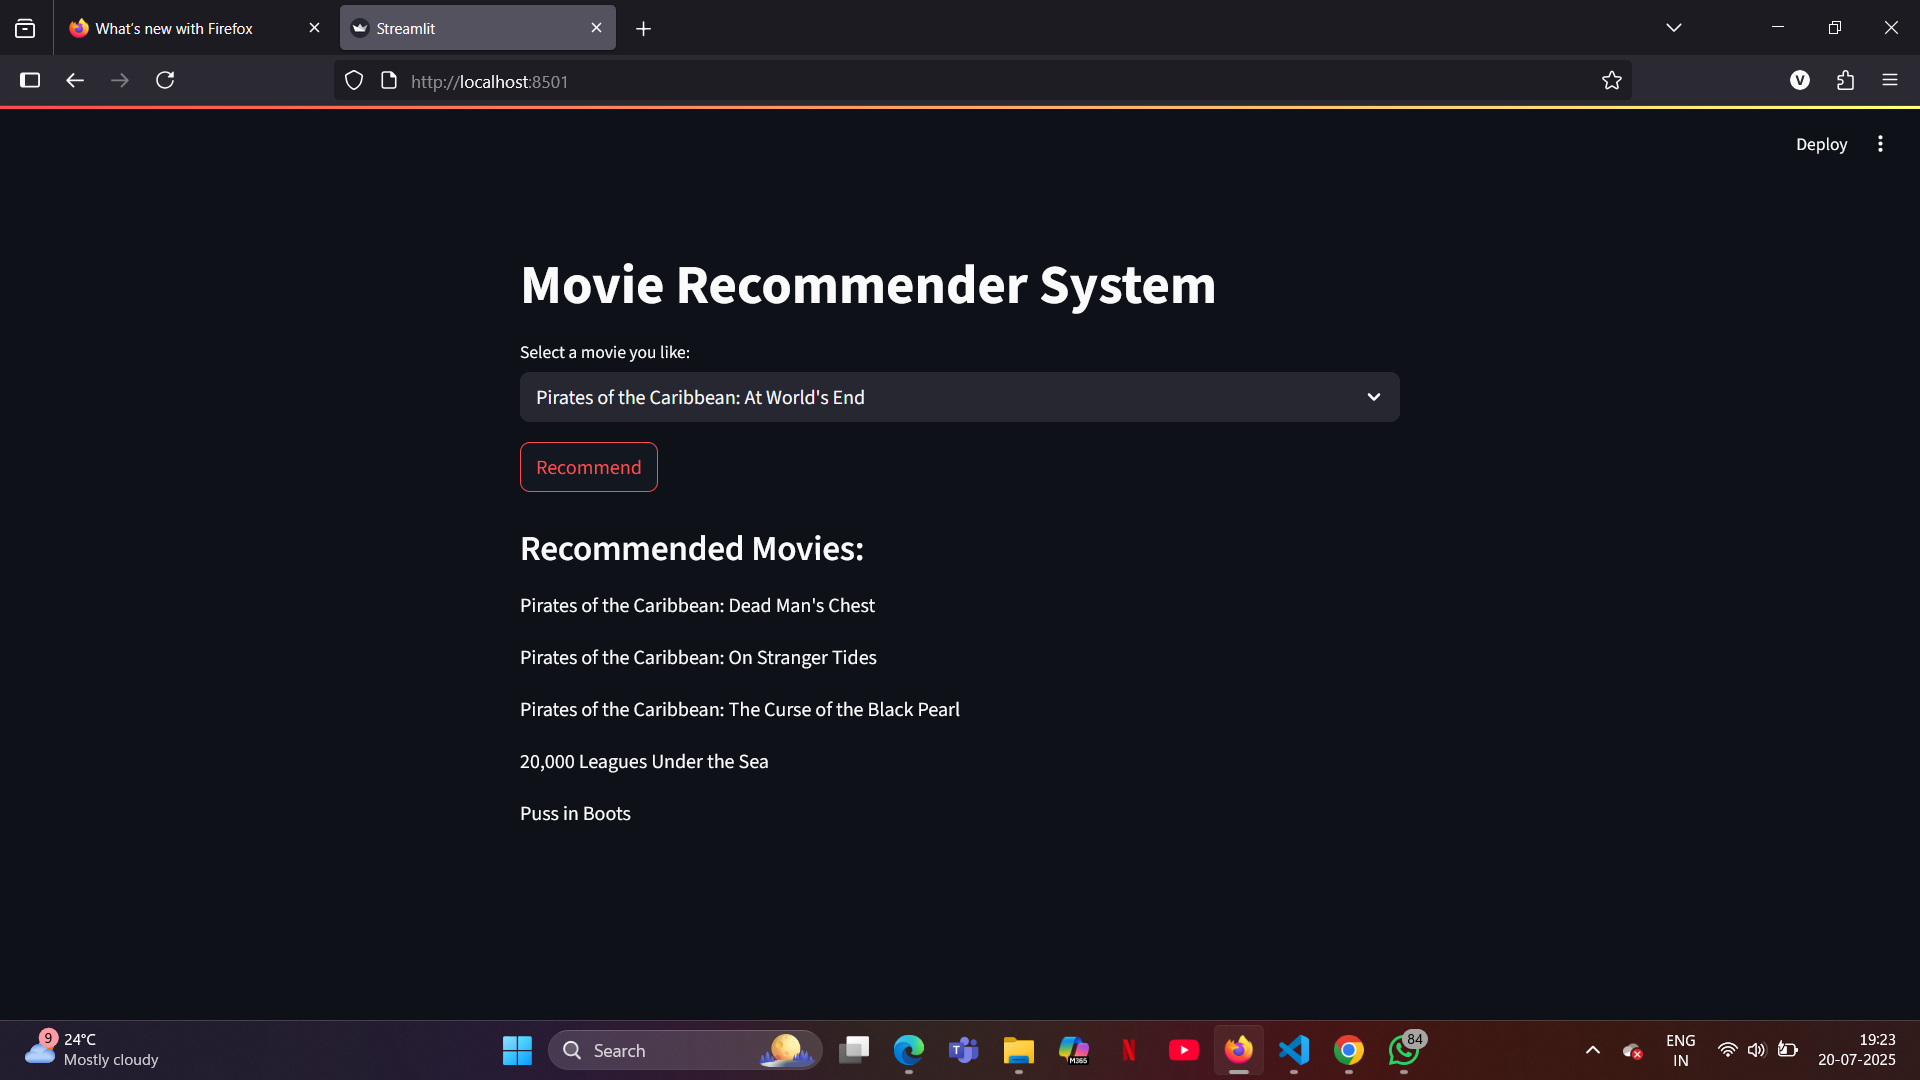 What's new with Firefox
Streamlit
http://localhost:8501
V
Deploy
Movie Recommender System
Select a movie you like:
Pirates of the Caribbean: At World's End
Recommend
Recommended Movies:
Pirates of the Caribbean: Dead Man's Chest
Pirates of the Caribbean: On Stranger Tides
Pirates of the Caribbean: The Curse of the Black Pearl
20,000 Leagues Under the Sea
Puss in Boots
9
24°C
Mostly cloudy
Search
T
M365
N
84
ENG
IN
19:23
20-07-2025